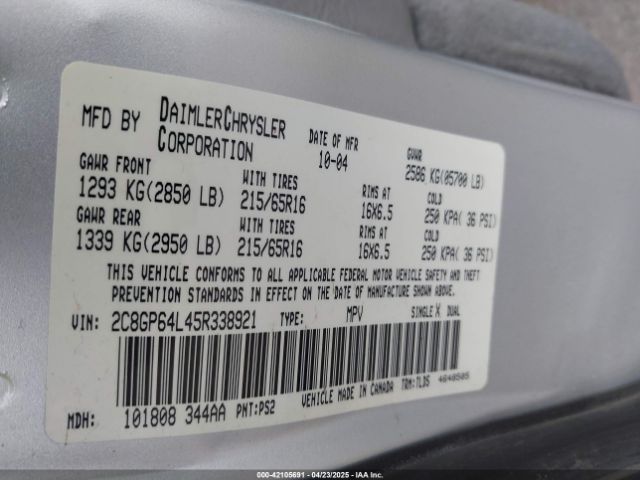 MFD BY DAIMLERCHRYSLER CORPORATION
DATE OF MFR 10-04
GVWR 2586 KG(05700 LB)
GAWR FRONT WITH TIRES RIMS AT COLD
1293 KG(2850 LB) 215/65R16 16X6.5 250 KPA( 36 PSI)
GAWR REAR WITH TIRES RIMS AT COLD
1339 KG(2950 LB) 215/65R16 16X6.5 250 KPA( 36 PSI)
THIS VEHICLE CONFORMS TO ALL APPLICABLE FEDERAL MOTOR VEHICLE SAFETY AND THEFT
PREVENTION STANDARDS IN EFFECT ON THE DATE OF MANUFACTURE SHOWN ABOVE.
VIN: 2C8GP64L45R338921 TYPE: MPV SINGLE X DUAL
MDH: 101808 344AA PNT:PS2 VEHICLE MADE IN CANADA TRM:TLDS 4648505
000-42105691 | 04/23/2025 | IAA Inc.